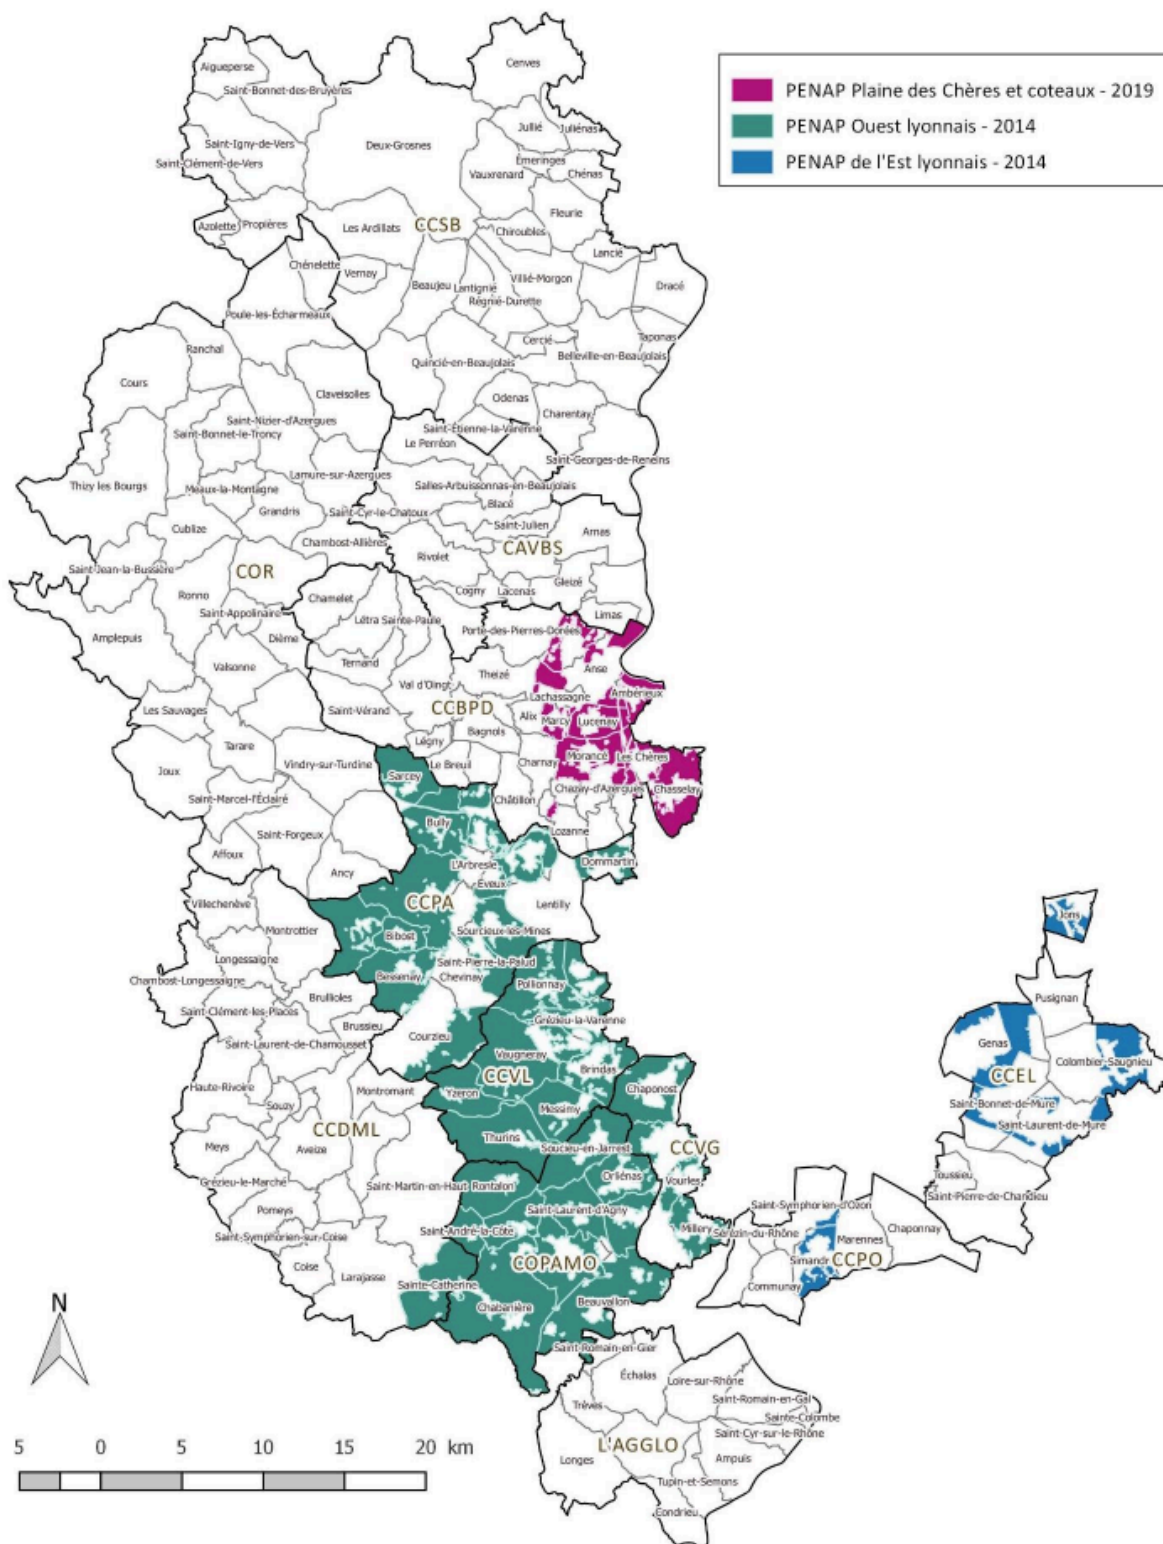 PENAP Plaine des Chères et coteaux - 2019
PENAP Ouest lyonnais - 2014
PENAP de l'Est lyonnais - 2014
Cenves
Aigueperse
Saint-Bonnet-des-Bruyères
Jullié
Juliénas
Saint-Igny-de-Vers
Deux-Grosnes
Émeringes
Saint-Clément-de-Vers
Vauxrenard
Chénas
Fleurie
Azolette
Propières
Les Ardillats
CCSB
Chiroubles
Lancié
Chénelette
Vernay
Beaujeu
Lantignié
Villié-Morgon
Dracé
Régnié-Durette
Poule-les-Écharmeaux
Taponas
Cercié
Ranchal
Quincié-en-Beaujolais
Belleville-en-Beaujolais
Cours
Claveisolles
Odenas
Charentay
Saint-Nizier-d'Azergues
Saint-Étienne-la-Varenne
Saint-Bonnet-le-Troncy
Le Perréon
Saint-Georges-de-Reneins
Lamure-sur-Azergues
Thizy les Bourgs
Meaux-la-Montagne
Salles-Arbuissonnas-en-Beaujolais
Blacé
Grandris
Saint-Cyr-le-Chatoux
Saint-Julien
Arnas
Cublize
Chambost-Allières
Rivolet
CAVBS
Saint-Jean-la-Bussière
COR
Gleizé
Ronno
Chamelet
Cogny
Lacenas
Saint-Appolinaire
Limas
Létra
Sainte-Paule
Porte-des-Pierres-Dorées
Amplepuis
Dième
Ternand
Valsonne
Theizé
Anse
Val d'Oingt
Lachassagne
Ambérieux
Les Sauvages
Saint-Vérand
CCBPD
Alix
Marcy
Lucenay
Bagnols
Tarare
Légny
Morancé
Les Chères
Joux
Vindry-sur-Turdine
Le Breuil
Charnay
Sarcey
Chazay-d'Azergues
Chasselay
Saint-Marcel-l'Éclairé
Châtillon
Bully
Saint-Forgeux
Lozanne
Affoux
L'Arbresle
Dommartin
Ancy
Éveux
CCPA
Lentilly
Villechenève
Jons
Montrottier
Bibost
Sourcieux-les-Mines
Longessaigne
Saint-Pierre-la-Palud
Bessenay
Chevinay
Chambost-Longessaigne
Pollionnay
Brullioles
Pusignan
Saint-Clément-les-Places
Brussieu
Grézieu-la-Varenne
Courzieu
Genas
Saint-Laurent-de-Chamousset
Vaugneray
Colombier-Saugnieu
Brindas
CCEL
CCVL
Haute-Rivoire
Montromant
Yzeron
Chaponost
Souzy
Saint-Bonnet-de-Mure
Messimy
CCDML
Saint-Laurent-de-Mure
Meys
Aveize
Thurins
Soucieu-en-Jarrest
CCVG
Orliénas
Toussieu
Grézieu-le-Marché
Saint-Martin-en-Haut
Rontalon
Vourles
Saint-Pierre-de-Chandieu
Pomeys
Saint-Laurent-d'Agny
Saint-Symphorien-d'Ozon
Saint-André-la-Côte
Millery
Chaponnay
Saint-Symphorien-sur-Coise
Sérézin-du-Rhône
Marennes
Coise
COPAMO
Simandr
CCPO
Larajasse
Sainte-Catherine
Communay
Chabanière
Beauvallon
N
Saint-Romain-en-Gier
Échalas
Loire-sur-Rhône
Trèves
Saint-Romain-en-Gal
Sainte-Colombe
Saint-Cyr-sur-le-Rhône
L'AGGLO
Longes
Ampuis
Tupin-et-Semons
Condrieu
5 0 5 10 15 20 km